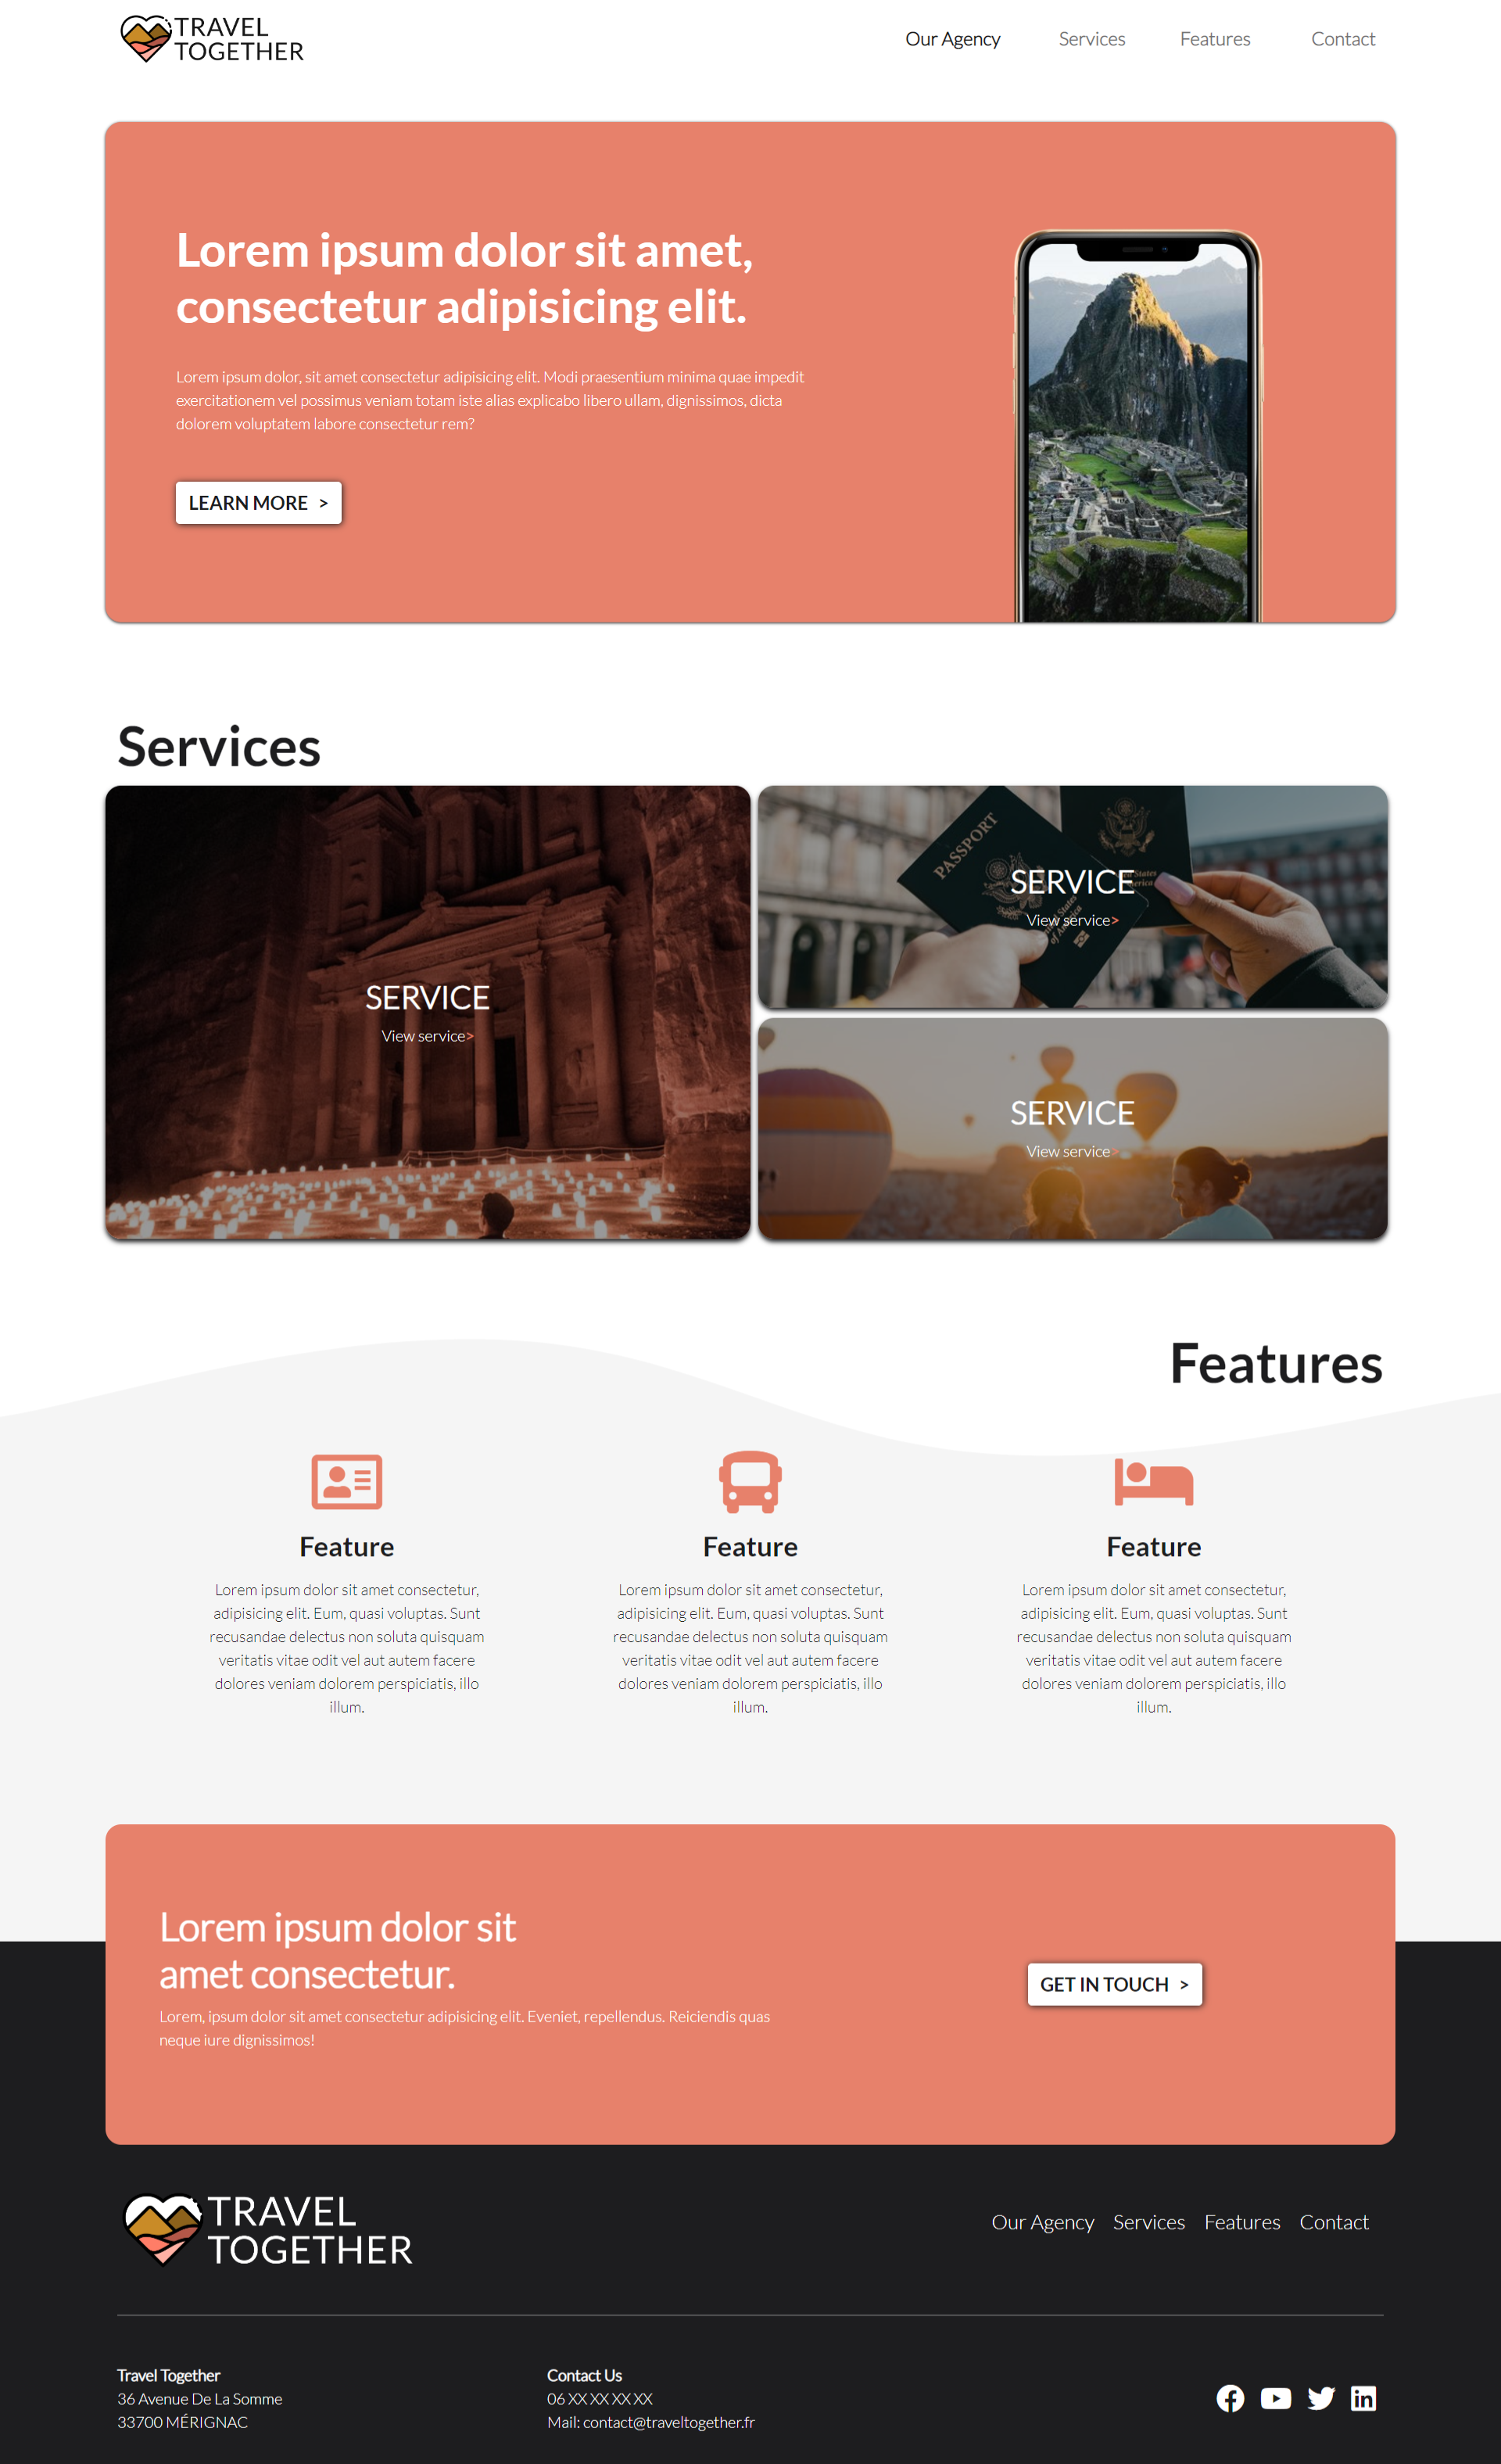 TRAVEL
TOGETHER
Our Agency
Services
Features
Contact
Lorem ipsum dolor sit amet,
consectetur adipisicing elit.
Lorem ipsum dolor, sit amet consectetur adipisicing elit. Modi praesentium minima quae impedit
exercitationem vel possimus veniam totam iste alias explicabo libero ullam, dignissimos, dicta
dolorem voluptatem labore consectetur rem?
LEARN MORE >
Services
SERVICE
View service>
PASSPORT
SERVICE
View service>
SERVICE
View service>
Features
Feature
Lorem ipsum dolor sit amet consectetur,
adipisicing elit. Eum, quasi voluptas. Sunt
recusandae delectus non soluta quisquam
veritatis vitae odit vel aut autem facere
dolores veniam dolorem perspiciatis, illo
illum.
Feature
Lorem ipsum dolor sit amet consectetur,
adipisicing elit. Eum, quasi voluptas. Sunt
recusandae delectus non soluta quisquam
veritatis vitae odit vel aut autem facere
dolores veniam dolorem perspiciatis, illo
illum.
Feature
Lorem ipsum dolor sit amet consectetur,
adipisicing elit. Eum, quasi voluptas. Sunt
recusandae delectus non soluta quisquam
veritatis vitae odit vel aut autem facere
dolores veniam dolorem perspiciatis, illo
illum.
Lorem ipsum dolor sit
amet consectetur.
Lorem, ipsum dolor sit amet consectetur adipisicing elit. Eveniet, repellendus. Reiciendis quas
neque iure dignissimos!
GET IN TOUCH >
TRAVEL
TOGETHER
Our Agency
Services
Features
Contact
Travel Together
36 Avenue De La Somme
33700 MÉRIGNAC
Contact Us
06 XX XX XX XX
Mail: contact@traveltogether.fr